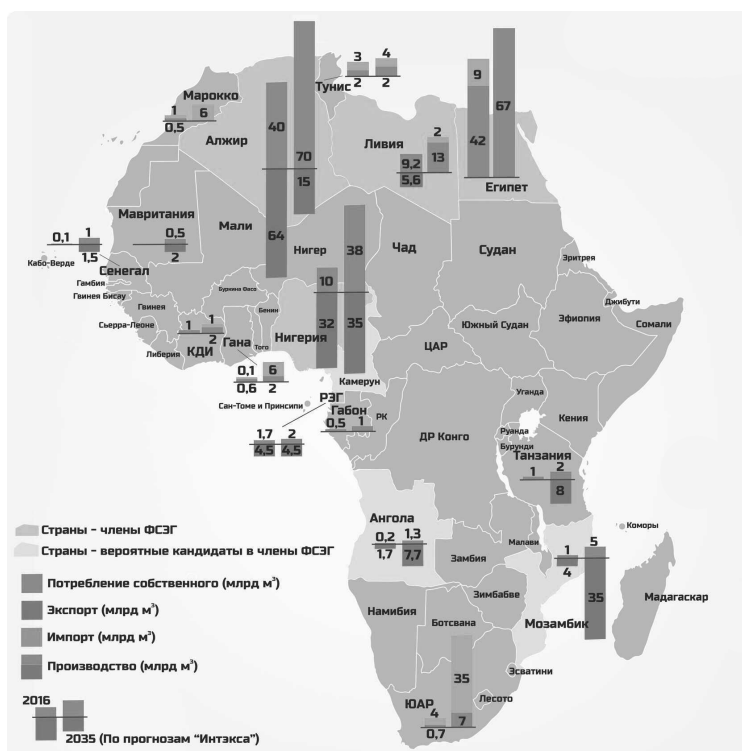 3 4
Тунис
2 2
9
67
42
Египет
Марокко
1 6
0,5
Алжир
40
70
15
64
Ливия
2
9,2 13
5,6
Мавритания
0,5
2
Мали
0,1 1
1,5
Кабо-Верде
Сенегал
Гамбия
Гвинея Бисау
Гвинея
Сьерра-Леоне
Либерия
КДИ
1 1
2
Буркина Фасо
Бенин
Того
Гана
0,1 6
0,6 2
Нигер
38
10
32 35
Нигерия
Чад
Судан
Эритрея
Джибути
Эфиопия
Сомали
Южный Судан
ЦАР
Камерун
Сан-Томе и Принсипи
РЭГ
1,7 2
4,5 4,5
Габон
0,5 1
РК
ДР Конго
Уганда
Кения
Руанда
Бурунди
Танзания
1 2
8
Ангола
0,2 1,3
1,7 7,7
Замбия
Малави
Коморы
1 5
4
35
Мозамбик
Мадагаскар
Зимбабве
Намибия
Ботсвана
35
7
ЮАР
4
0,7
Эсватини
Лесото
Страны - члены ФСЭГ
Страны - вероятные кандидаты в члены ФСЭГ
Потребление собственного (млрд м³)
Экспорт (млрд м³)
Импорт (млрд м³)
Производство (млрд м³)
2016
2035 (По прогнозам “Интэкса”)